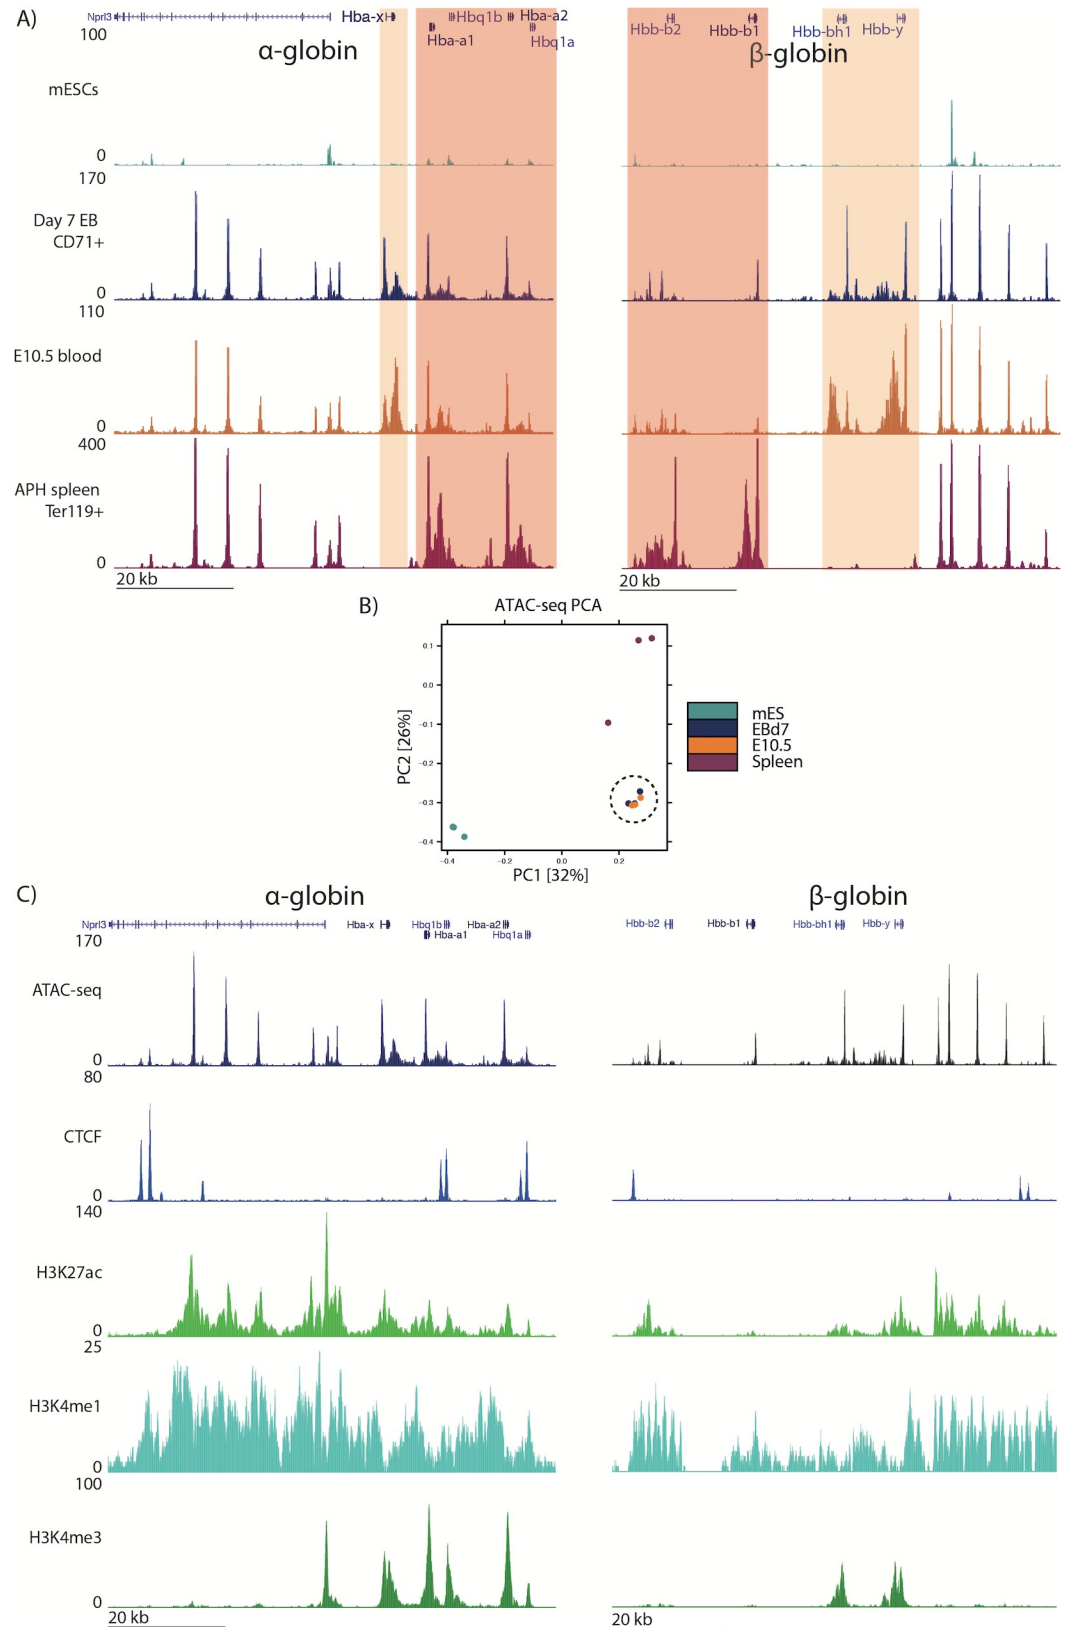 A)
Nprl3 Hba-x Hbq1b Hba-a2
Hba-a1 Hbq1a
Hbb-b2 Hbb-b1 Hbb-bh1 Hbb-y
α-globin
β-globin
100
mESCs
0
170
Day 7 EB
CD71+
0
110
E10.5 blood
0
400
APH spleen
Ter119+
0
20 kb
20 kb
B)
ATAC-seq PCA
0.1
0.0
−0.1
−0.2
−0.3
−0.4
PC2 [26%]
−0.4 −0.2 0.0 0.2
PC1 [32%]
mES
EBd7
E10.5
Spleen
C)
α-globin
β-globin
Nprl3 Hba-x Hbq1b Hba-a2
Hba-a1 Hbq1a
Hbb-b2 Hbb-b1 Hbb-bh1 Hbb-y
170
ATAC-seq
0
80
CTCF
0
140
H3K27ac
0
25
H3K4me1
0
100
H3K4me3
0
20 kb
20 kb